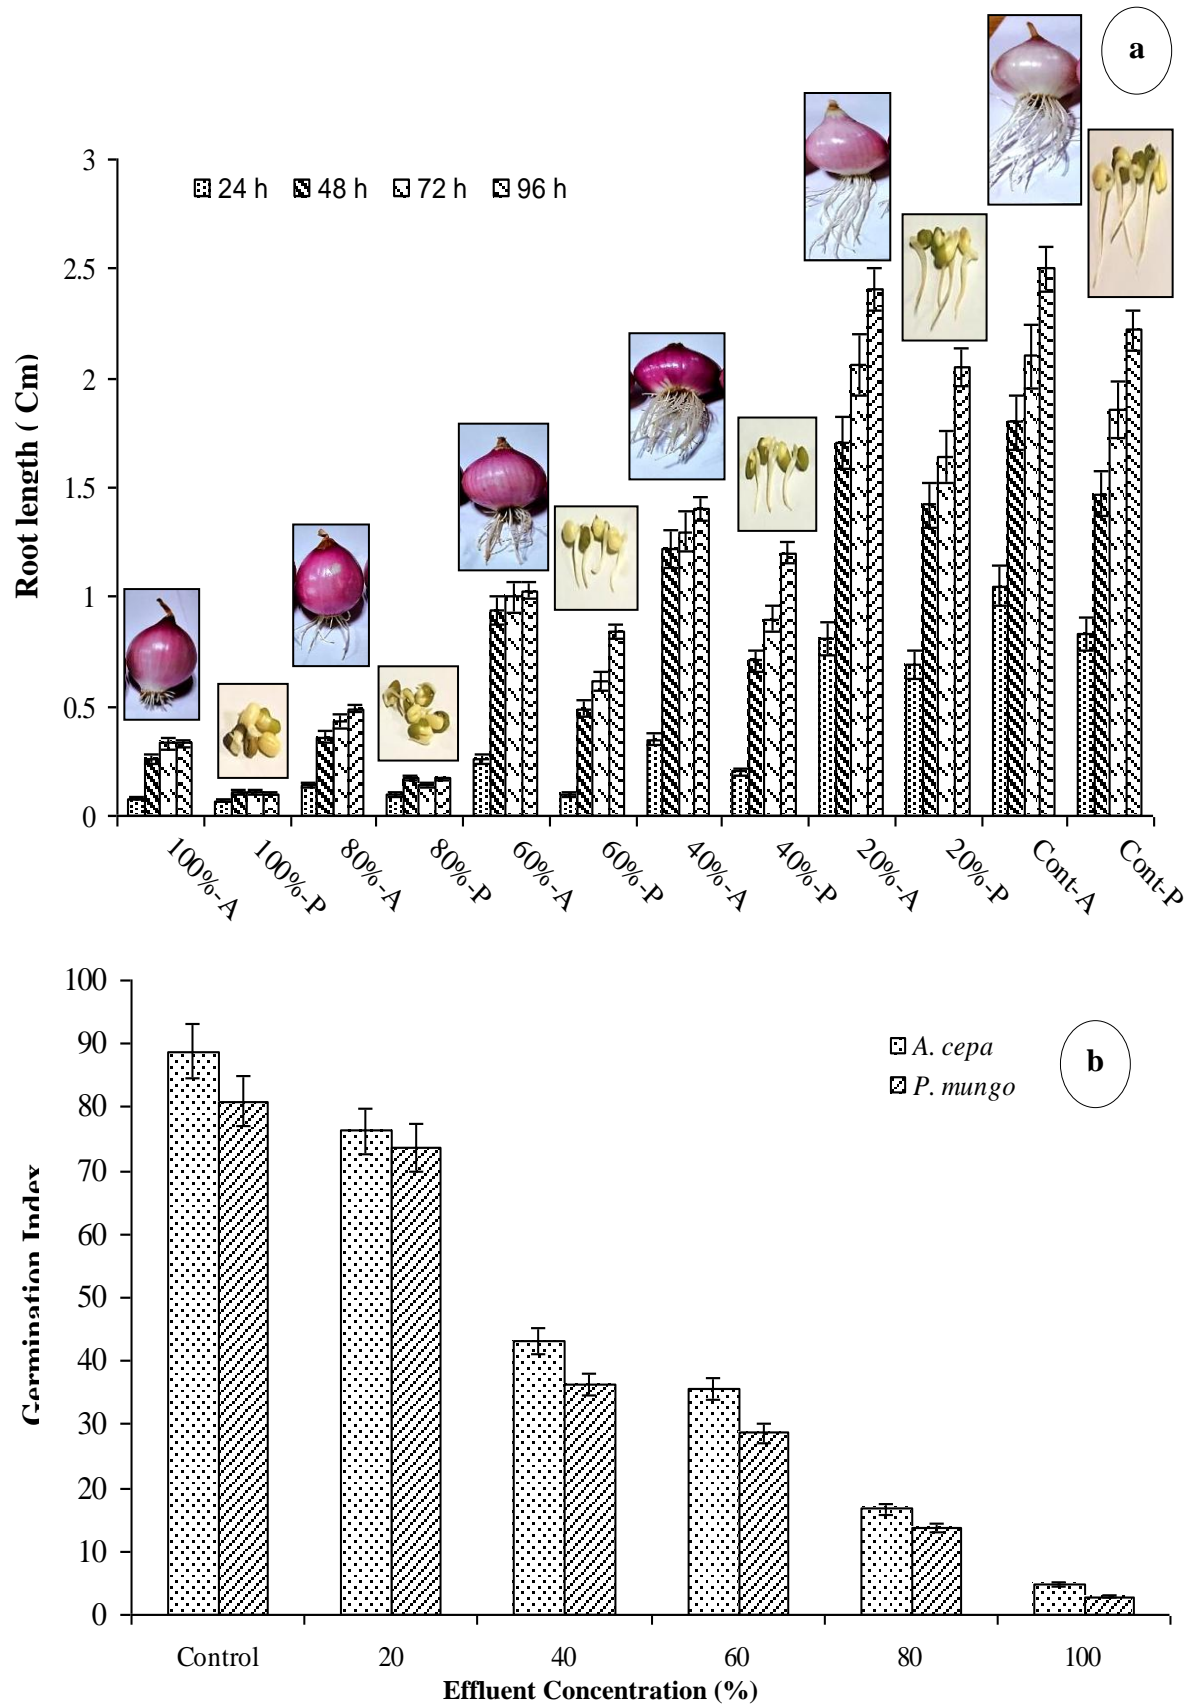 a
3
2.5
2
1.5
1
0.5
0
Root length ( Cm)
24 h 48 h 72 h 96 h
100%-A 100%-P 80%-A 80%-P 60%-A 60%-P 40%-A 40%-P 20%-A 20%-P Cont-A Cont-P
b
100
90
80
70
60
50
40
30
20
10
0
Germination Index
A. cepa
P. mungo
Control 20 40 60 80 100
Effluent Concentration (%)